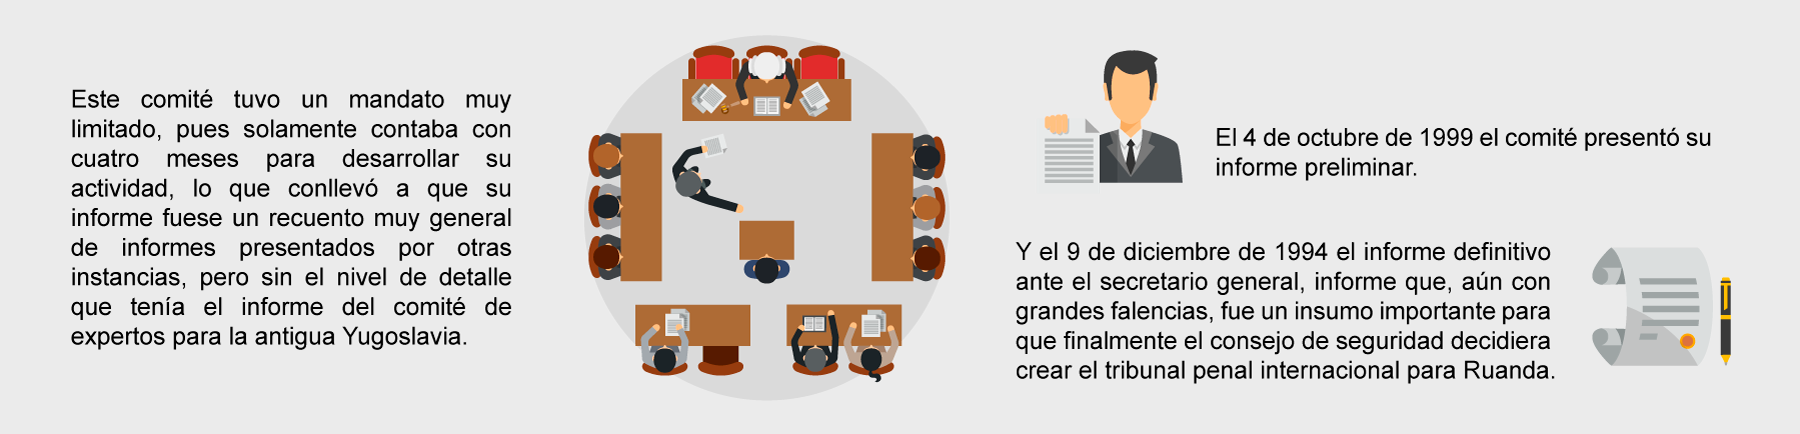 Este comité tuvo un mandato muy
limitado, pues solamente contaba con
cuatro meses para desarrollar su
actividad, lo que conllevó a que su
informe fuese un recuento muy general
de informes presentados por otras
instancias, pero sin el nivel de detalle
que tenía el informe del comité de
expertos para la antigua Yugoslavia.
El 4 de octubre de 1999 el comité presentó su
informe preliminar.
Y el 9 de diciembre de 1994 el informe definitivo
ante el secretario general, informe que, aún con
grandes falencias, fue un insumo importante para
que finalmente el consejo de seguridad decidiera
crear el tribunal penal internacional para Ruanda.